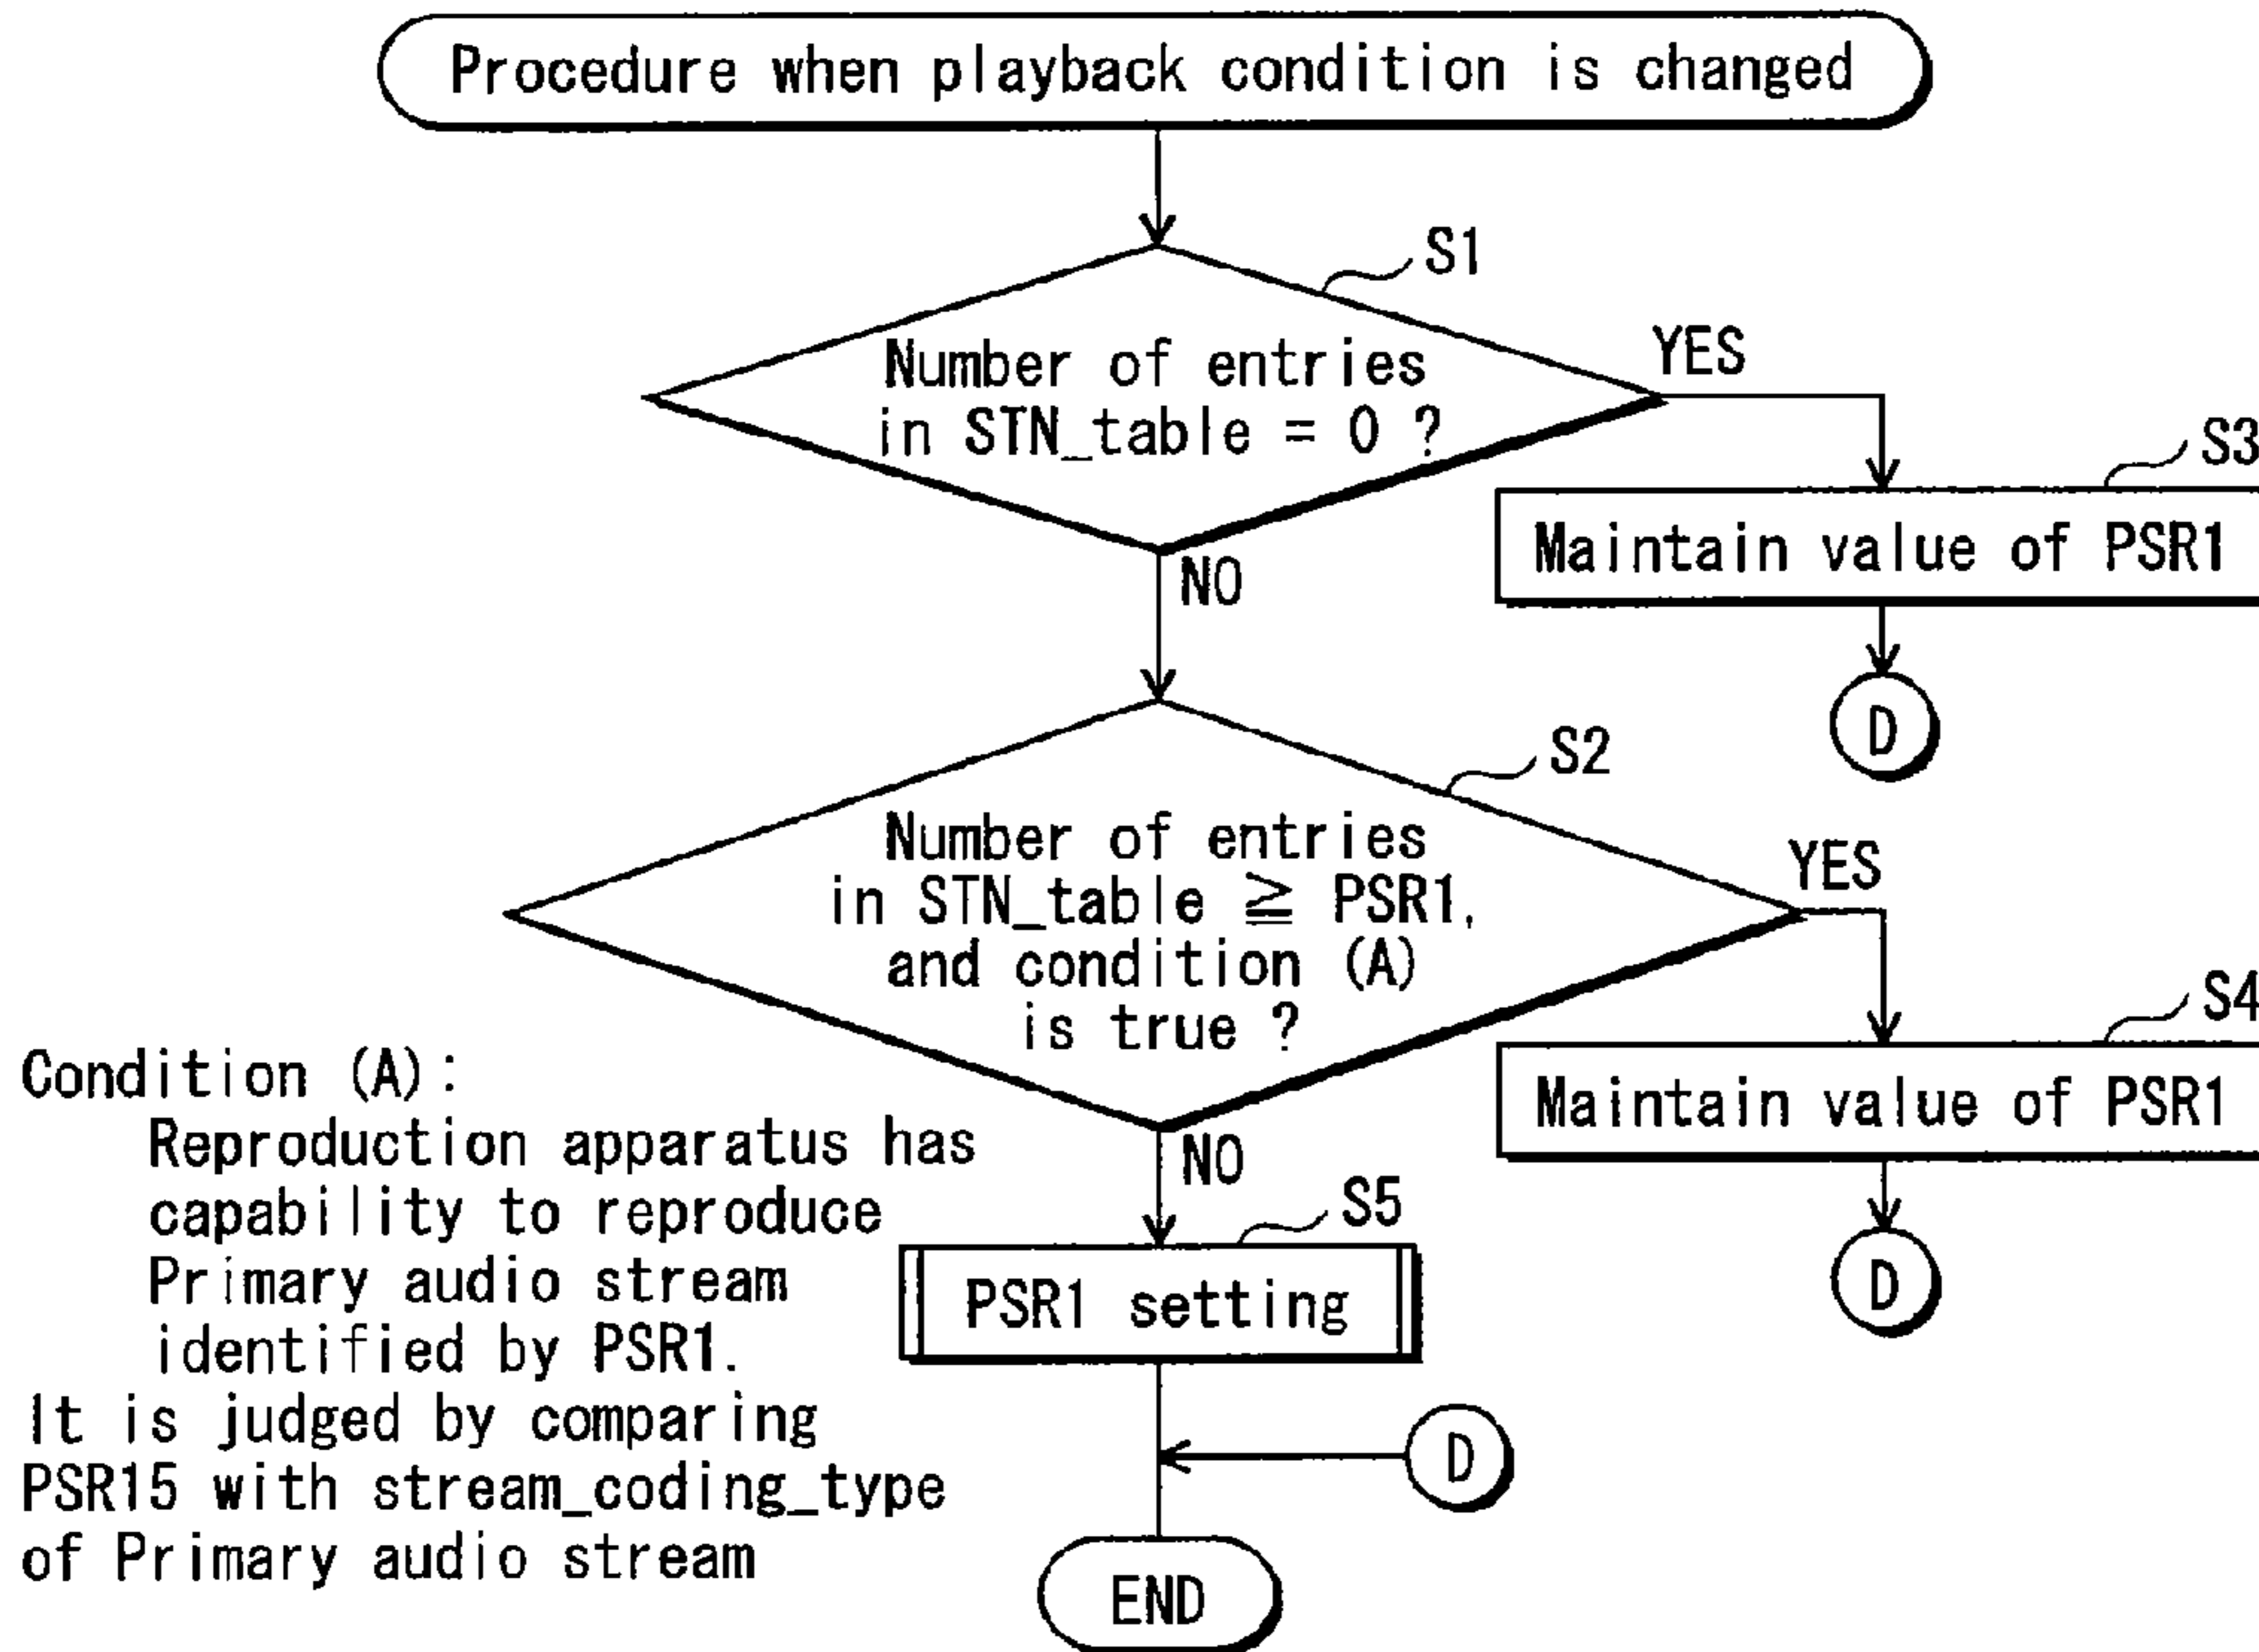 Procedure when playback condition is changed
S1
Number of entries
in STN_table = 0 ?
YES
S3
Maintain value of PSR1
NO
D
S2
Number of entries
in STN_table ≧ PSR1,
and condition (A)
is true ?
YES
S4
Maintain value of PSR1
NO
D
S5
PSR1 setting
D
END
Condition (A):
Reproduction apparatus has
capability to reproduce
Primary audio stream
identified by PSR1.
It is judged by comparing
PSR15 with stream_coding_type
of Primary audio stream